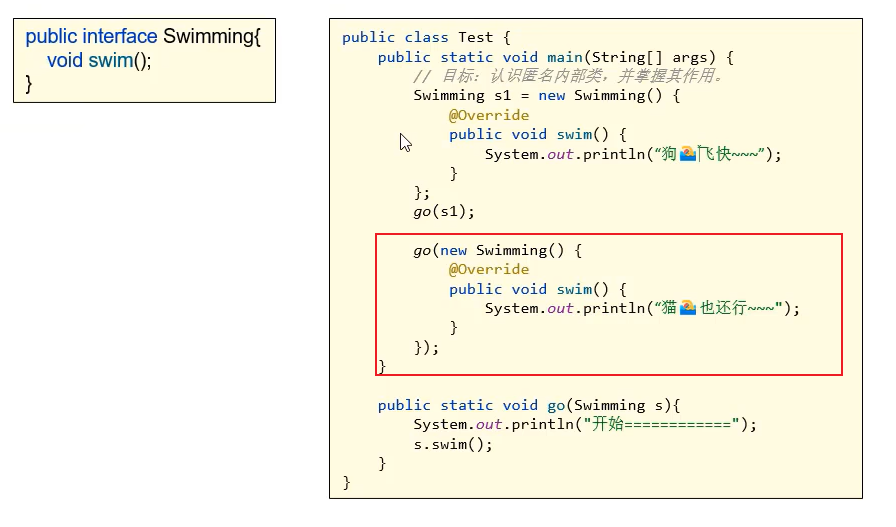 public interface Swimming{
void swim();
}
public class Test {
public static void main(String[] args) {
// 目标：认识匿名内部类，并掌握其作用。
Swimming s1 = new Swimming() {
@Override
public void swim() {
System.out.println(“狗🏊飞快~~~”);
}
};
go(s1);
go(new Swimming() {
@Override
public void swim() {
System.out.println(“猫🏊也还行~~~");
}
});
}
public static void go(Swimming s){
System.out.println("开始============");
s.swim();
}
}